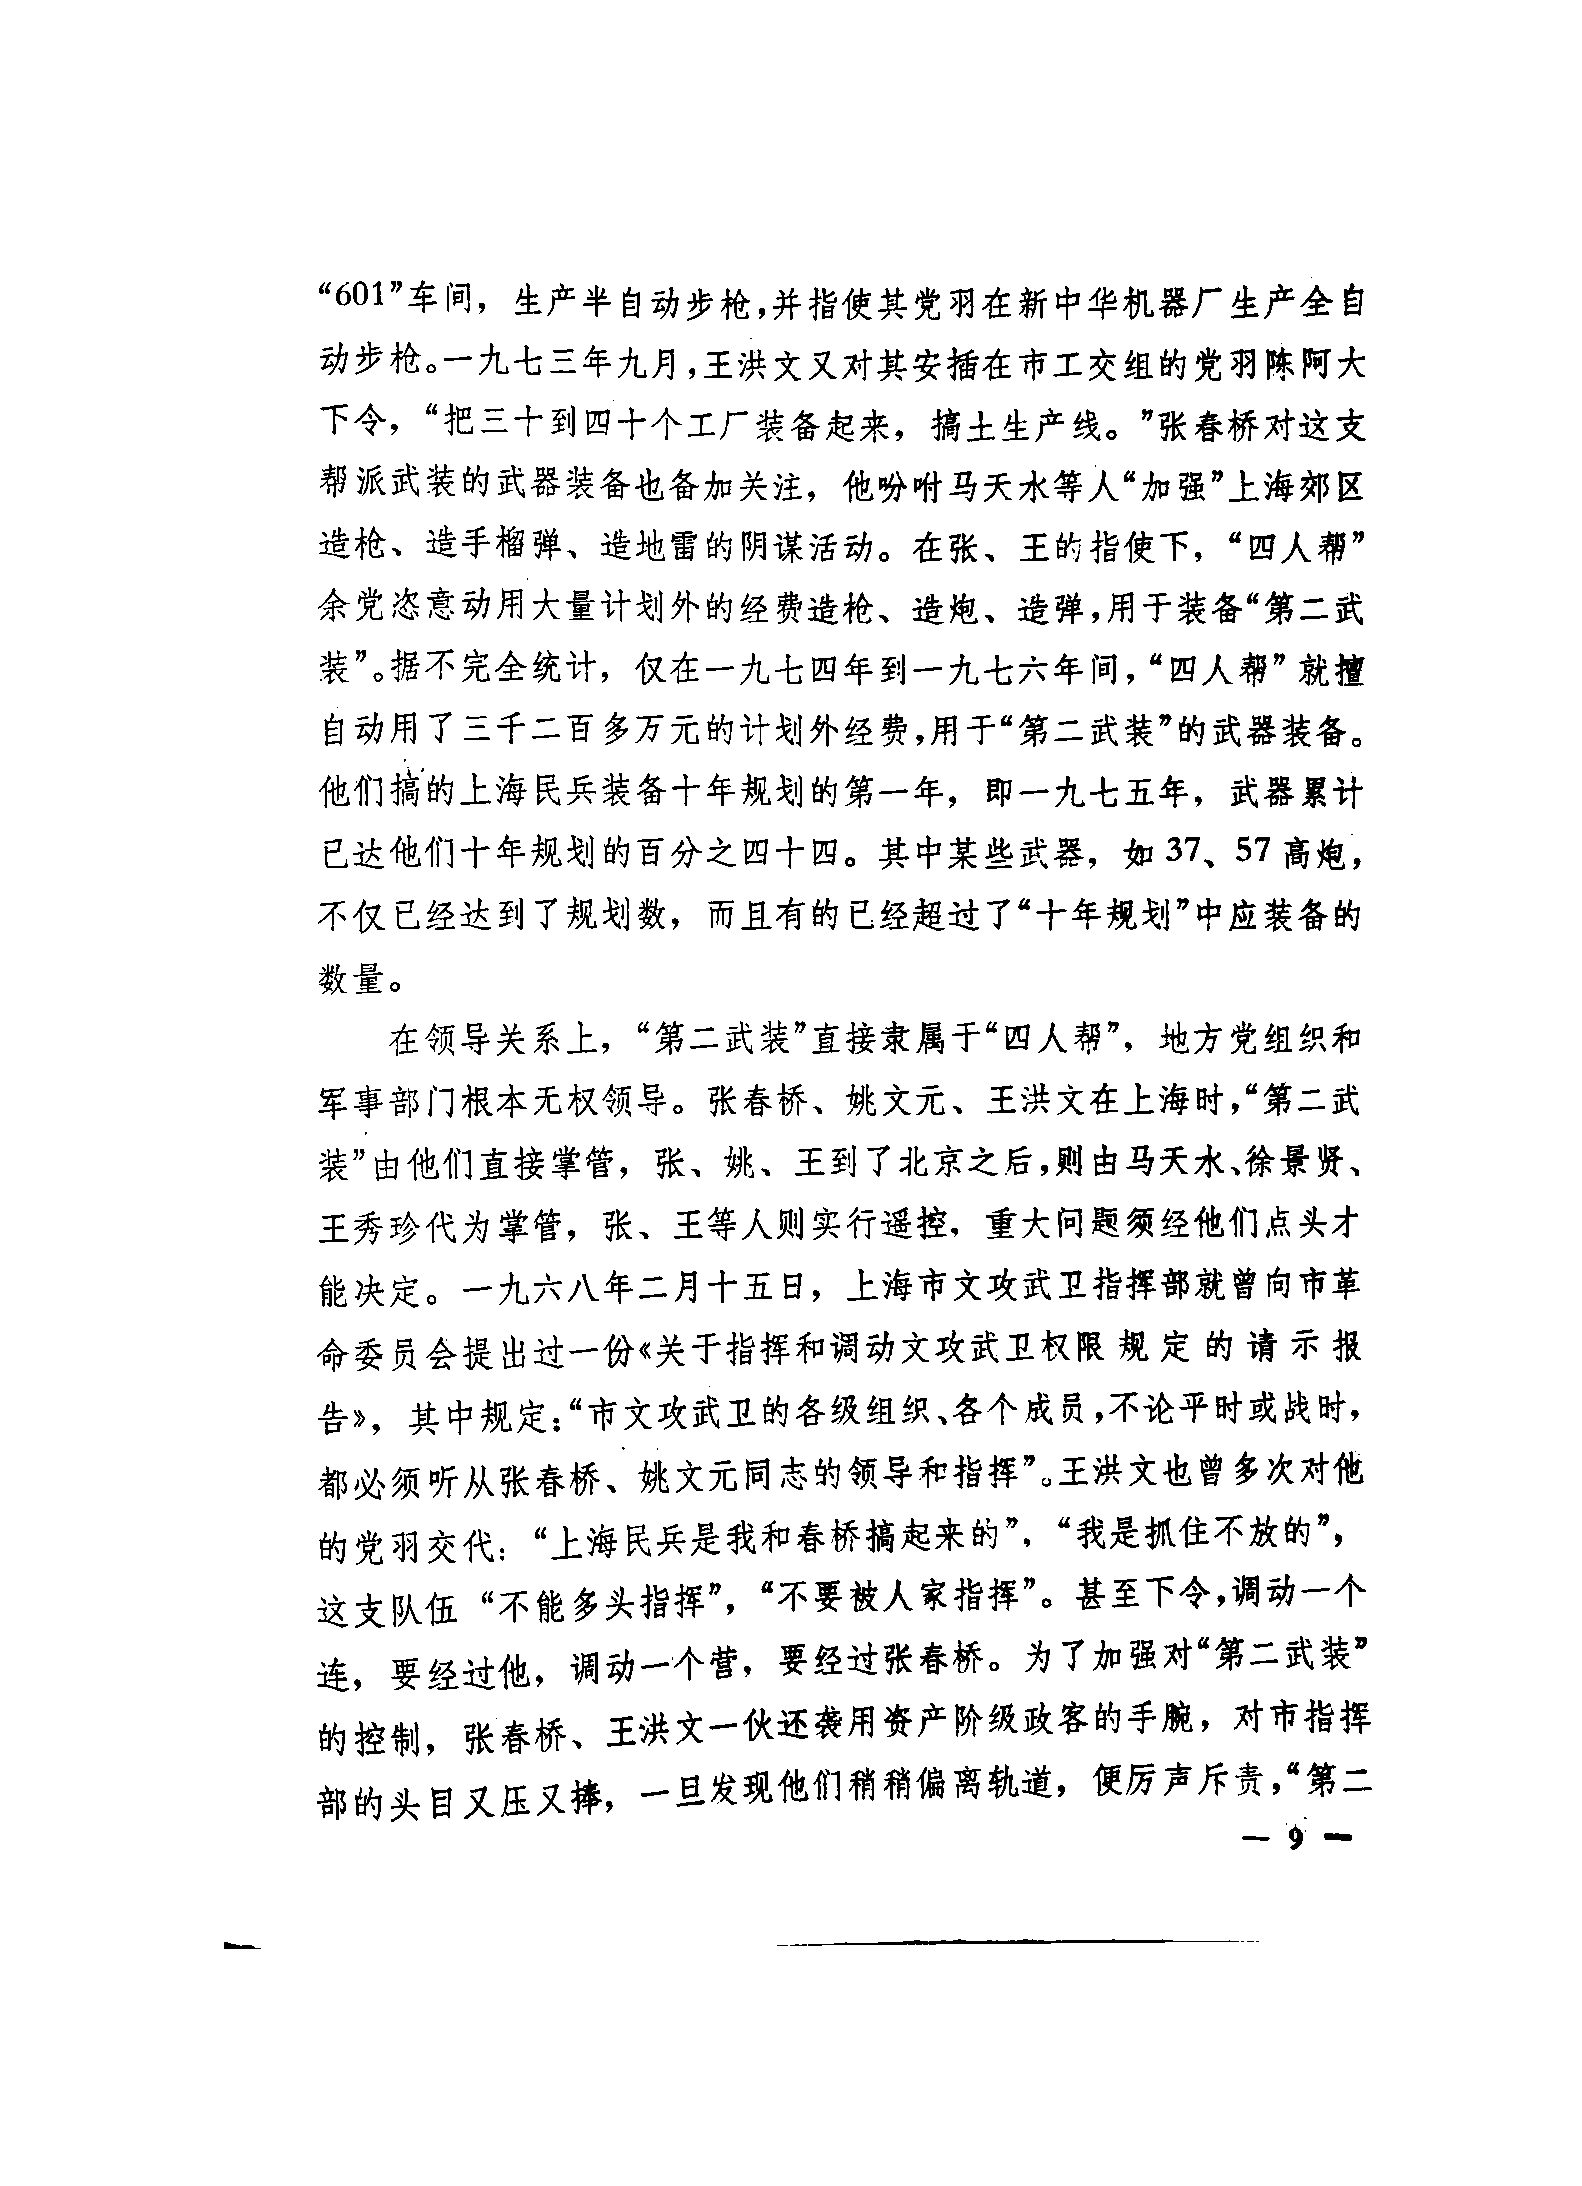 “601”车间，生产半自动步枪，并指使其党羽在新中华机器厂生产全自
动步枪。一九七三年九月，王洪文又对其安插在市工交组的党羽陈阿大
下令，“把三十到四十个工厂装备起来，搞土生产线。”张春桥对这支
帮派武装的武器装备也备加关注，他吩咐马天水等人“加强”上海郊区
造枪、造手榴弹、造地雷的阴谋活动。在张、王的指使下，“四人帮”
余党恣意动用大量计划外的经费造枪、造炮、造弹，用于装备“第二武
装”。据不完全统计，仅在一九七四年到一九七六年间，“四人帮”就擅
自动用了三千二百多万元的计划外经费，用于“第二武装”的武器装备。
他们搞的上海民兵装备十年规划的第一年，即一九七五年，武器累计
已达他们十年规划的百分之四十四。其中某些武器，如37、57高炮，
不仅已经达到了规划数，而且有的已经超过了“十年规划”中应装备的
数量。
在领导关系上，“第二武装”直接隶属于“四人帮”，地方党组织和
军事部门根本无权领导。张春桥、姚文元、王洪文在上海时，“第二武
装”由他们直接掌管，张、姚、王到了北京之后，则由马天水、徐景贤、
王秀珍代为掌管，张、王等人则实行遥控，重大问题须经他们点头才
能决定。一九六八年二月十五日，上海市文攻武卫指挥部就曾向市革
命委员会提出过一份《关于指挥和调动文攻武卫权限规定的请示报
告》，其中规定：“市文攻武卫的各级组织、各个成员，不论平时或战时，
都必须听从张春桥、姚文元同志的领导和指挥”。王洪文也曾多次对他
的党羽交代：“上海民兵是我和春桥搞起来的”，“我是抓住不放的”，
这支队伍“不能多头指挥”，“不要被人家指挥”。甚至下令，调动一个
连，要经过他，调动一个营，要经过张春桥。为了加强对“第二武装”
的控制，张春桥、王洪文一伙还袭用资产阶级政客的手腕，对市指挥
部的头目又压又捧，一旦发现他们稍稍偏离轨道，便厉声斥责，“第二
— 9 —